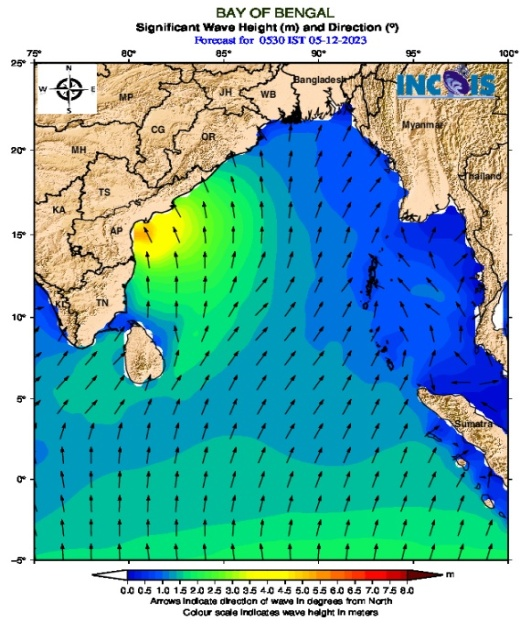 BAY OF BENGAL
Significant Wave Height (m) and Direction (°)
Forecast for 0530 IST 05-12-2023
75° 80° 85° 90° 95° 100°
25°
N
W E
S
INCOIS
Bangladesh
MP JH WB
Myanmar
CG OR
20°
MH
Thailand
TS
KA
AP
15°
10°
KL TN
5°
Sumatra
0°
-5°
0.0 0.5 1.0 1.5 2.0 2.5 3.0 3.5 4.0 4.5 5.0 5.5 6.0 6.5 7.0 7.5 8.0 m
Arrows indicate direction of wave in degrees from North
Colour scale indicates wave height in meters